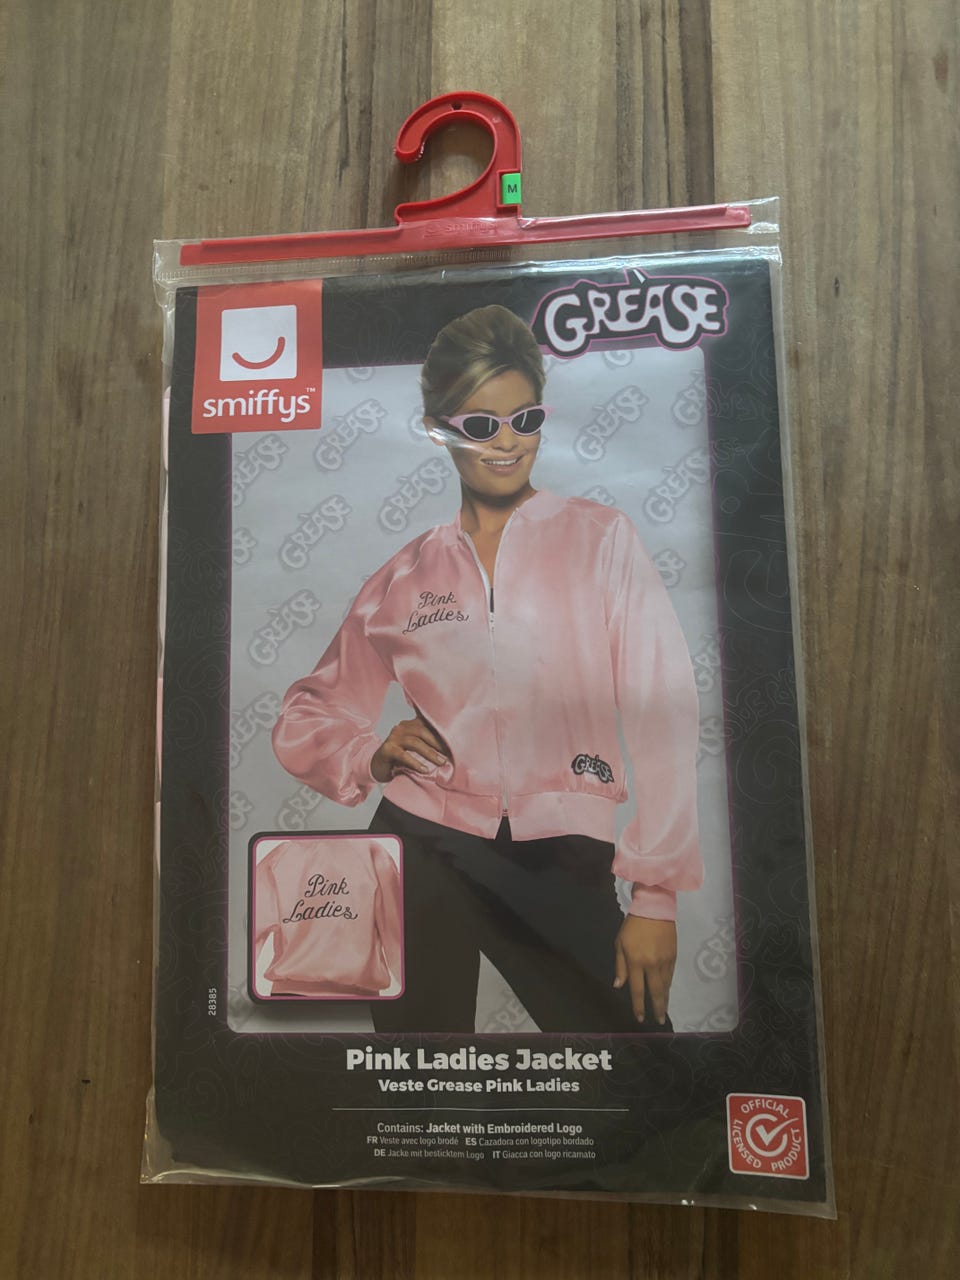 M
smiffys
smiffys™
GREASE
Pink
Ladies
GREASE
Pink
Ladies
28385
Pink Ladies Jacket
Veste Grease Pink Ladies
Contains: Jacket with Embroidered Logo
FR Veste avec logo brodé ES Cazadora con logotipo bordado
DE Jacke mit besticktem Logo IT Giacca con logo ricamato
OFFICIAL
LICENSED PRODUCT